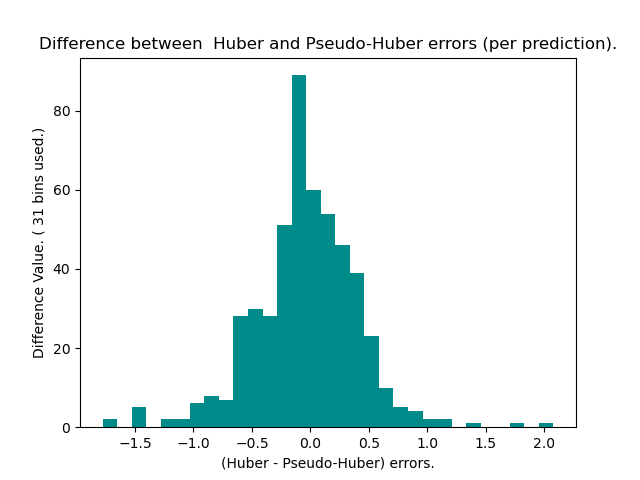 Difference between  Huber and Pseudo-Huber errors (per prediction).
Difference Value. ( 31 bins used.)
80
60
40
20
0
−1.5 −1.0 −0.5 0.0 0.5 1.0 1.5 2.0
(Huber - Pseudo-Huber) errors.